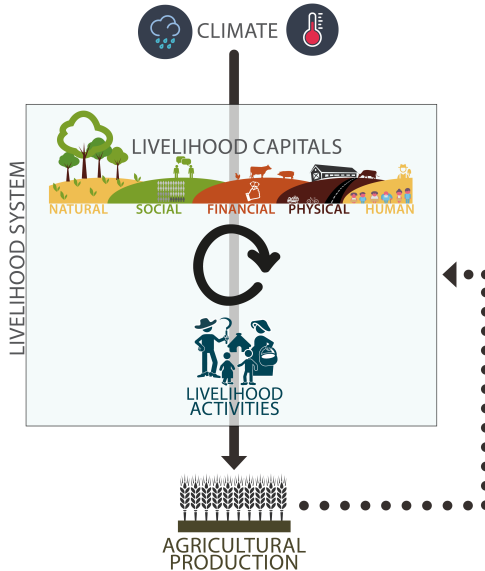 CLIMATE
LIVELIHOOD SYSTEM
LIVELIHOOD CAPITALS
NATURAL SOCIAL FINANCIAL PHYSICAL HUMAN
LIVELIHOOD
ACTIVITIES
AGRICULTURAL
PRODUCTION